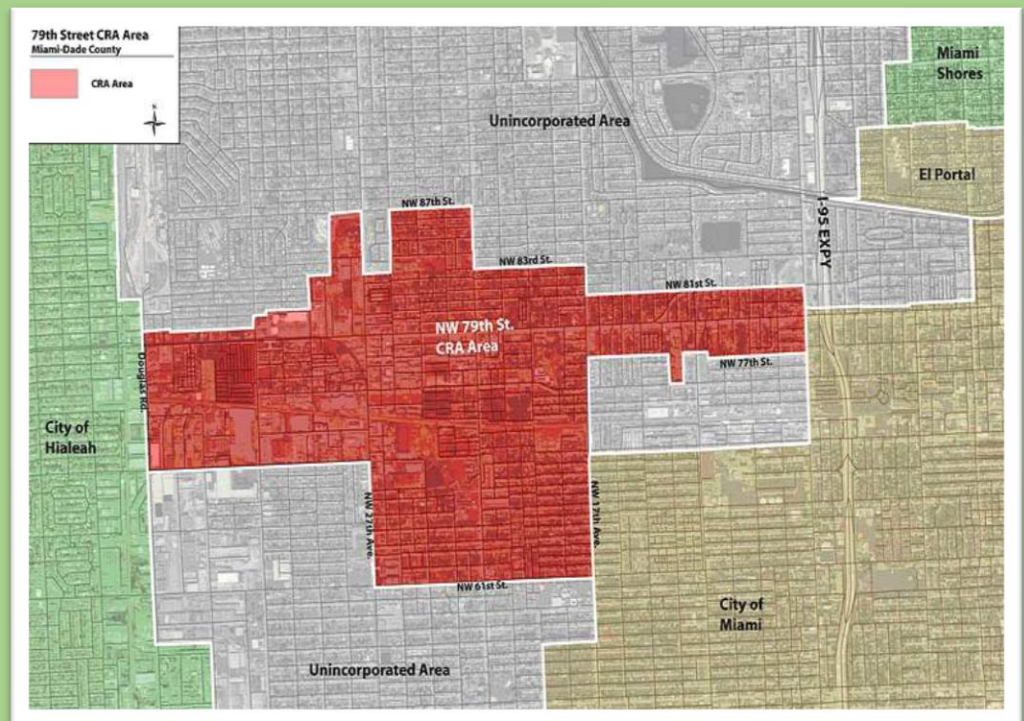 79th Street CRA Area
Miami-Dade County
CRA Area
N
Miami
Shores
Unincorporated Area
El Portal
NW 87th St.
I-95 EXPY
NW 83rd St.
NW 81st St.
NW 79th St.
CRA Area
NW 77th St.
Douglas Rd.
City of
Hialeah
NW 27th Ave.
NW 17th Ave.
NW 61st St.
City of
Miami
Unincorporated Area